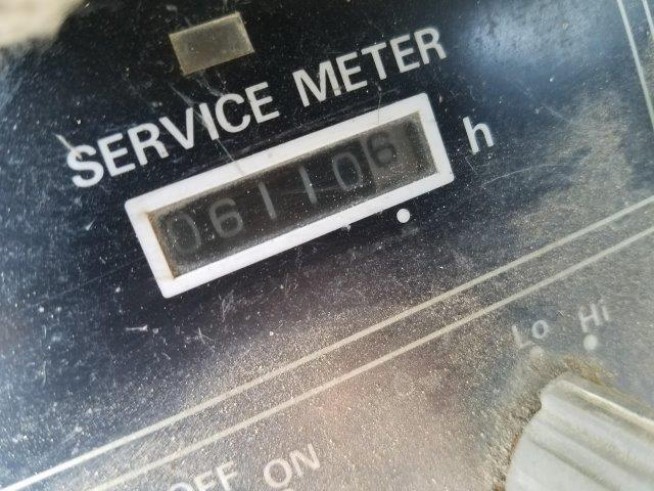 SERVICE METER
061106 h
Lo Hi
OFF ON